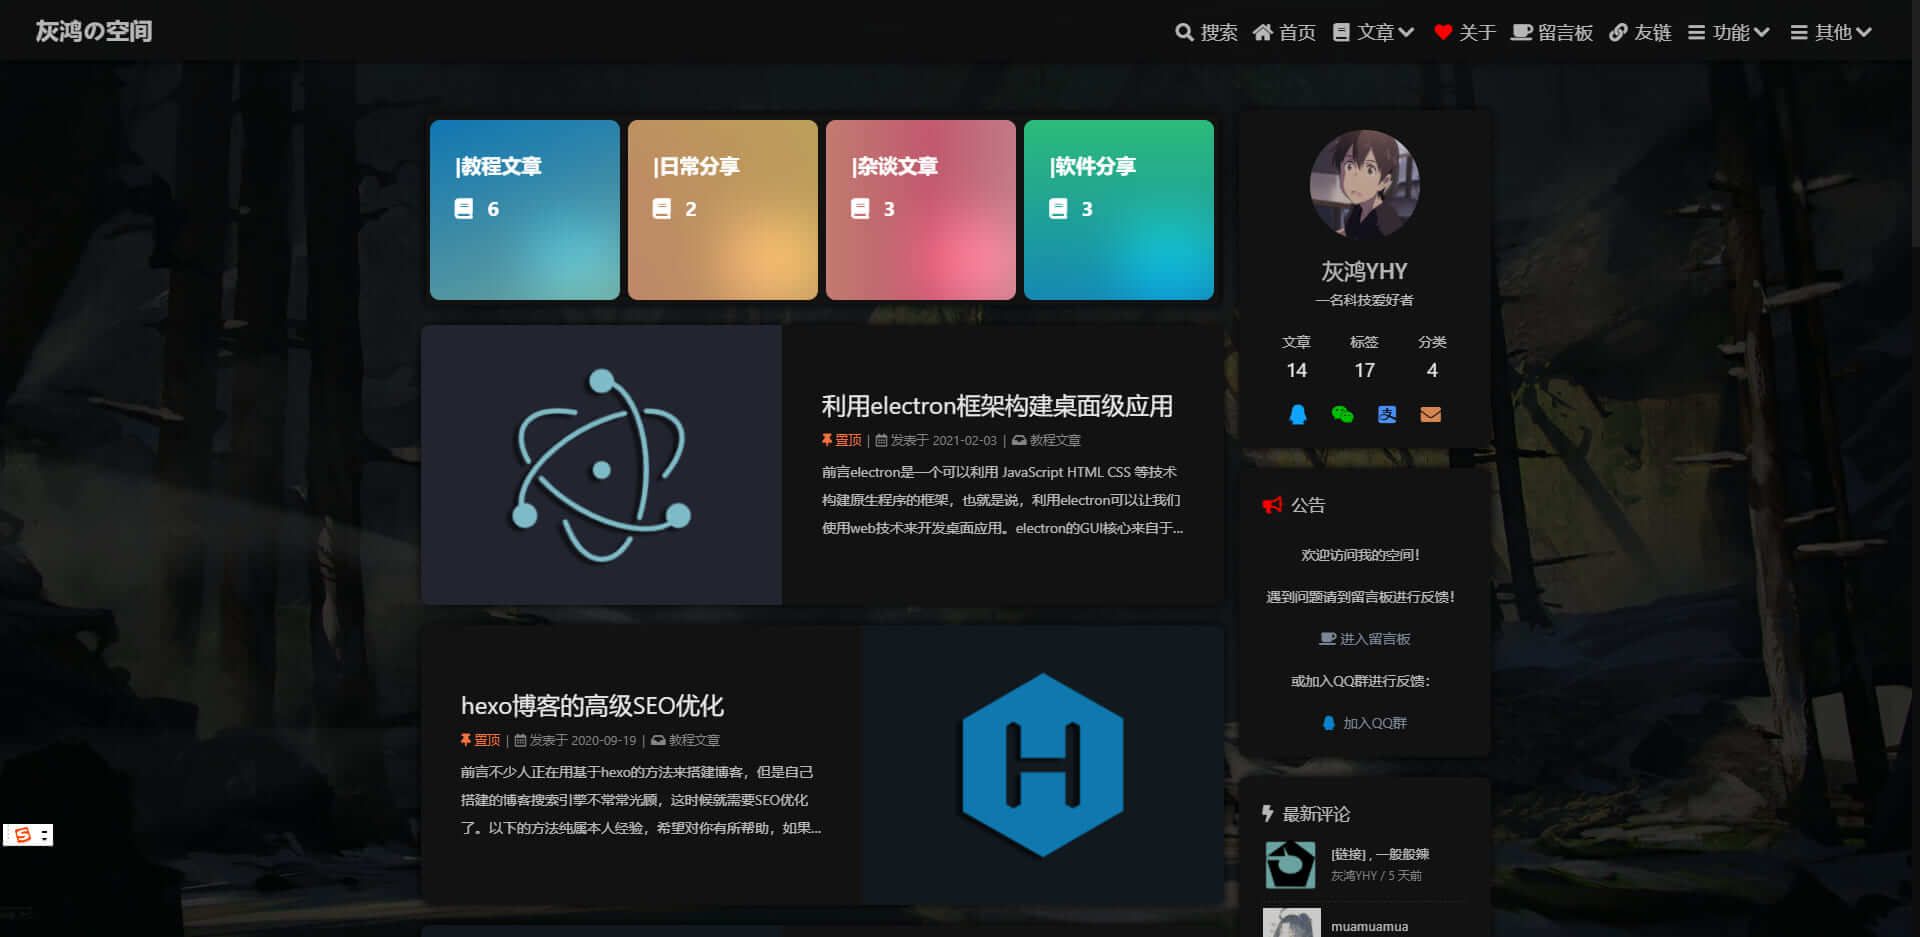 灰鸿の空间
搜索 首页 文章 关于 留言板 友链 功能 其他
|教程文章
6
|日常分享
2
|杂谈文章
3
|软件分享
3
利用electron框架构建桌面级应用
置顶 | 发表于 2021-02-03 | 教程文章
前言electron是一个可以利用 JavaScript HTML CSS 等技术
构建原生程序的框架，也就是说，利用electron可以让我们
使用web技术来开发桌面应用。electron的GUI核心来自于...
hexo博客的高级SEO优化
置顶 | 发表于 2020-09-19 | 教程文章
前言不少人正在用基于hexo的方法来搭建博客，但是自己
搭建的博客搜索引擎不常常光顾，这时候就需要SEO优化
了。以下的方法纯属本人经验，希望对你有所帮助，如果...
灰鸿YHY
一名科技爱好者
文章 标签 分类
14 17 4
公告
欢迎访问我的空间！
遇到问题请到留言板进行反馈！
进入留言板
或加入QQ群进行反馈：
加入QQ群
最新评论
[链接] , 一般般辣
灰鸿YHY / 5 天前
muamuamua